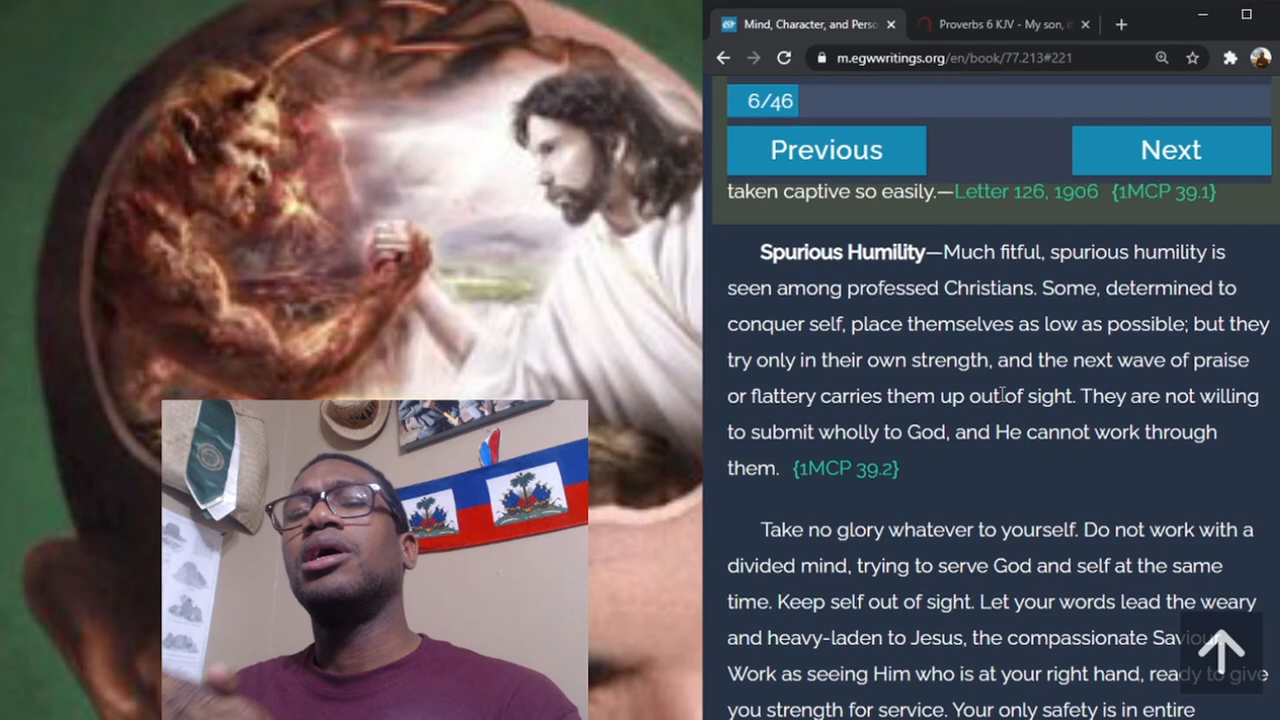 Mind, Character, and Perso
Proverbs 6 KJV - My son, i
m.egwwritings.org/en/book/77.213#221
6/46
Previous
Next
taken captive so easily.—Letter 126, 1906 {1MCP 39.1}
Spurious Humility—Much fitful, spurious humility is
seen among professed Christians. Some, determined to
conquer self, place themselves as low as possible; but they
try only in their own strength, and the next wave of praise
or flattery carries them up out of sight. They are not willing
to submit wholly to God, and He cannot work through
them. {1MCP 39.2}
Take no glory whatever to yourself. Do not work with a
divided mind, trying to serve God and self at the same
time. Keep self out of sight. Let your words lead the weary
and heavy-laden to Jesus, the compassionate Saviour.
Work as seeing Him who is at your right hand, ready to give
you strength for service. Your only safety is in entire